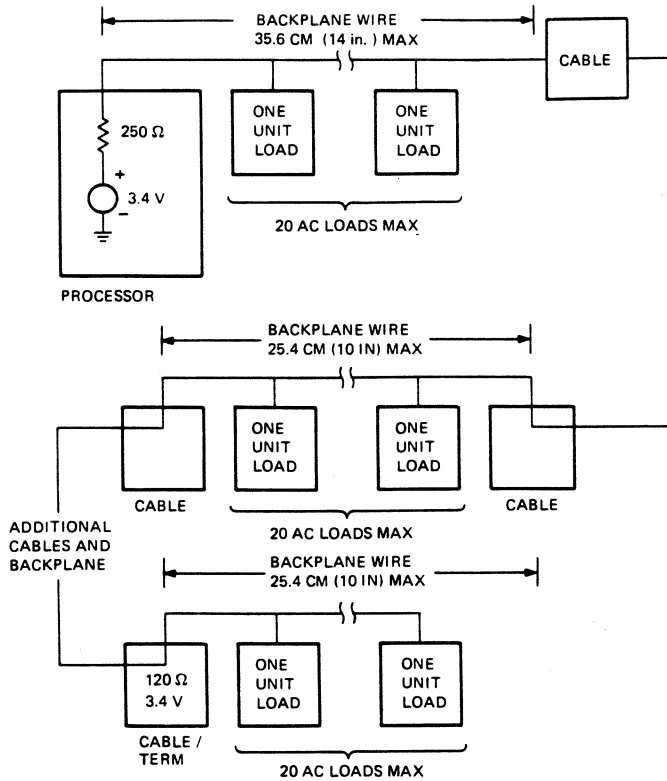 BACKPLANE WIRE
35.6 CM (14 in.) MAX
CABLE
ONE
UNIT
LOAD
ONE
UNIT
LOAD
250 Ω
+
3.4 V
−
20 AC LOADS MAX
PROCESSOR
BACKPLANE WIRE
25.4 CM (10 IN) MAX
ONE
UNIT
LOAD
ONE
UNIT
LOAD
CABLE
CABLE
20 AC LOADS MAX
ADDITIONAL
CABLES AND
BACKPLANE
BACKPLANE WIRE
25.4 CM (10 IN) MAX
120 Ω
3.4 V
ONE
UNIT
LOAD
ONE
UNIT
LOAD
CABLE /
TERM
20 AC LOADS MAX